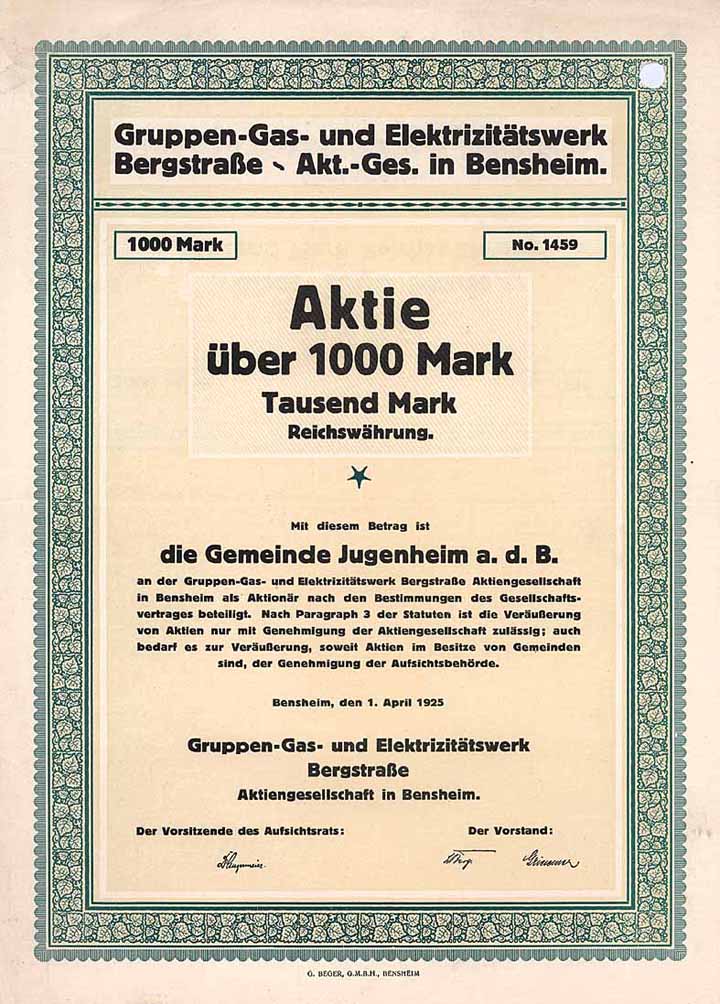 Gruppen-Gas- und Elektrizitätswerk
Bergstraße - Akt.-Ges. in Bensheim.
1000 Mark
No. 1459
Aktie
über 1000 Mark
Tausend Mark
Reichswährung.
Mit diesem Betrag ist
die Gemeinde Jugenheim a. d. B.
an der Gruppen-Gas- und Elektrizitätswerk Bergstraße Aktiengesellschaft
in Bensheim als Aktionär nach den Bestimmungen des Gesellschafts-
vertrages beteiligt. Nach Paragraph 3 der Statuten ist die Veräußerung
von Aktien nur mit Genehmigung der Aktiengesellschaft zulässig; auch
bedarf es zur Veräußerung, soweit Aktien im Besitze von Gemeinden
sind, der Genehmigung der Aufsichtsbehörde.
Bensheim, den 1. April 1925
Gruppen-Gas- und Elektrizitätswerk
Bergstraße
Aktiengesellschaft in Bensheim.
Der Vorsitzende des Aufsichtsrats:
Der Vorstand:
G. BEGER, G.M.B.H., BENSHEIM